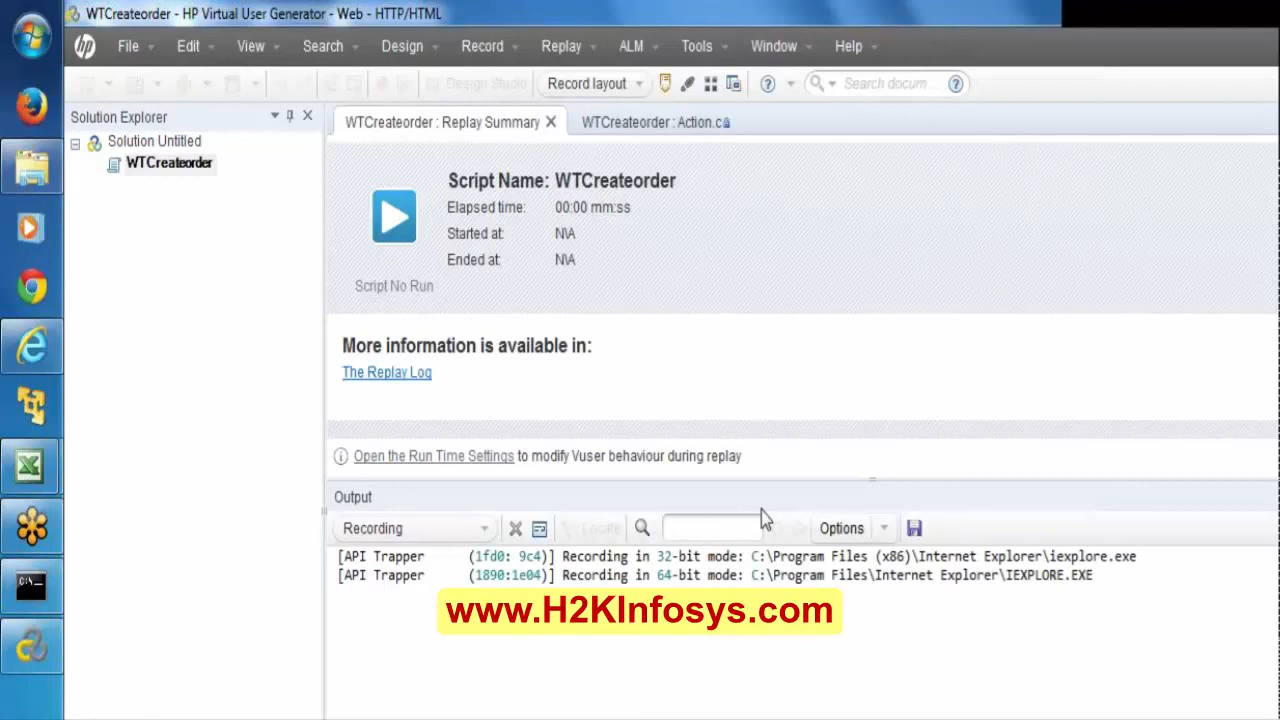 WTCreateorder - HP Virtual User Generator - Web - HTTP/HTML
hp File Edit View Search Design Record Replay ALM Tools Window Help
Design Studio Record layout Search docum...
Solution Explorer
Solution Untitled
WTCreateorder
WTCreateorder : Replay Summary WTCreateorder : Action.c
Script Name: WTCreateorder
Elapsed time: 00:00 mm:ss
Started at: N\A
Ended at: N\A
Script No Run
More information is available in:
The Replay Log
Open the Run Time Settings to modify Vuser behaviour during replay
Output
Recording Locate Options
[API Trapper (1fd0: 9c4)] Recording in 32-bit mode: C:\Program Files (x86)\Internet Explorer\iexplore.exe
[API Trapper (1890:1e04)] Recording in 64-bit mode: C:\Program Files\Internet Explorer\IEXPLORE.EXE
www.H2KInfosys.com